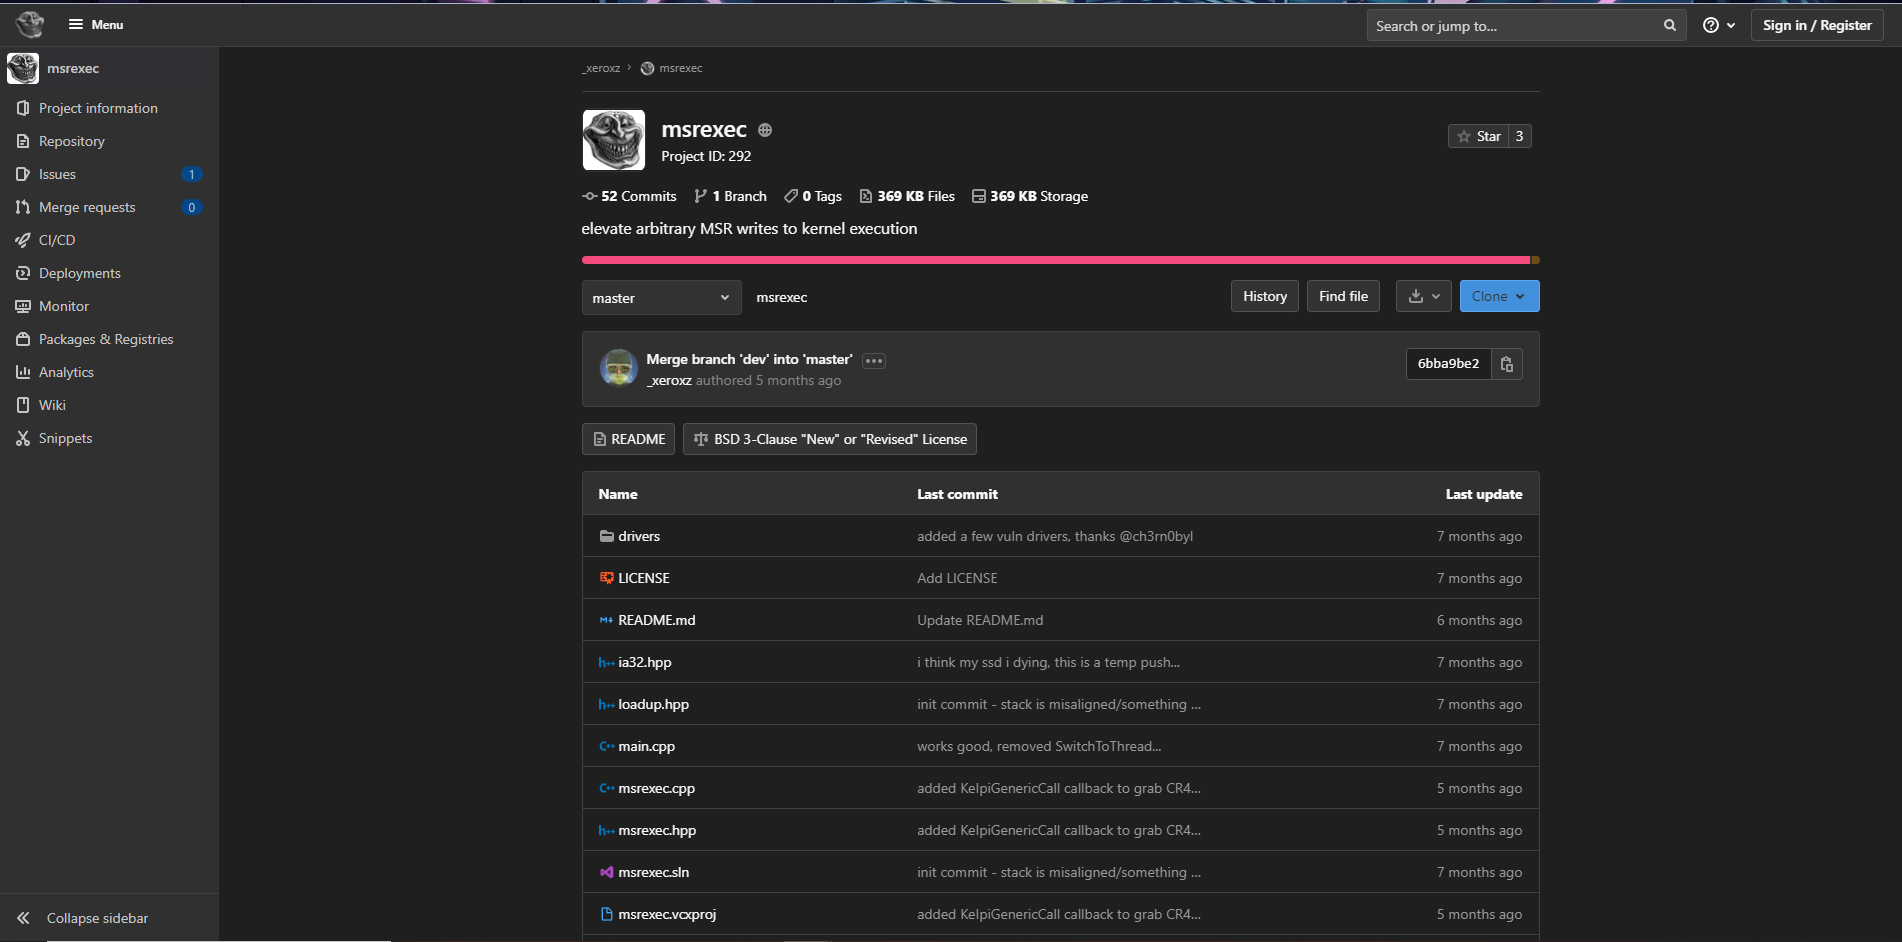 Menu
Search or jump to...
Sign in / Register
msrexec
Project information
Repository
Issues 1
Merge requests 0
CI/CD
Deployments
Monitor
Packages & Registries
Analytics
Wiki
Snippets
Collapse sidebar
_xeroxz > msrexec
msrexec
Project ID: 292
Star 3
52 Commits 1 Branch 0 Tags 369 KB Files 369 KB Storage
elevate arbitrary MSR writes to kernel execution
master msrexec History Find file Clone
Merge branch 'dev' into 'master'
_xeroxz authored 5 months ago
6bba9be2
README BSD 3-Clause "New" or "Revised" License
Name Last commit Last update
drivers added a few vuln drivers, thanks @ch3rn0byl 7 months ago
LICENSE Add LICENSE 7 months ago
README.md Update README.md 6 months ago
h++ ia32.hpp i think my ssd i dying, this is a temp push... 7 months ago
h++ loadup.hpp init commit - stack is misaligned/something ... 7 months ago
C++ main.cpp works good, removed SwitchToThread... 7 months ago
C++ msrexec.cpp added KeIpiGenericCall callback to grab CR4... 5 months ago
h++ msrexec.hpp added KeIpiGenericCall callback to grab CR4... 5 months ago
msrexec.sln init commit - stack is misaligned/something ... 7 months ago
msrexec.vcxproj added KeIpiGenericCall callback to grab CR4... 5 months ago